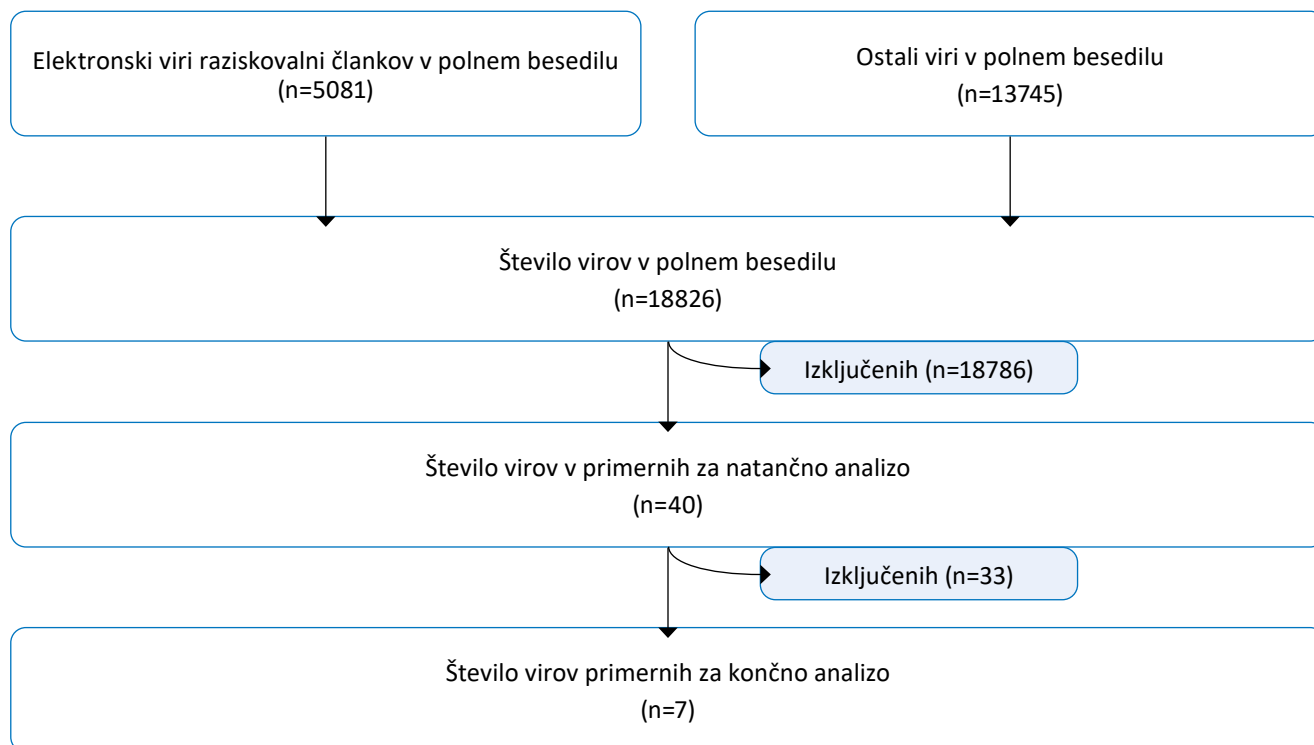 Elektronski viri raziskovalni člankov v polnem besedilu
(n=5081)
Ostali viri v polnem besedilu
(n=13745)
Število virov v polnem besedilu
(n=18826)
Izključenih (n=18786)
Število virov v primernih za natančno analizo
(n=40)
Izključenih (n=33)
Število virov primernih za končno analizo
(n=7)